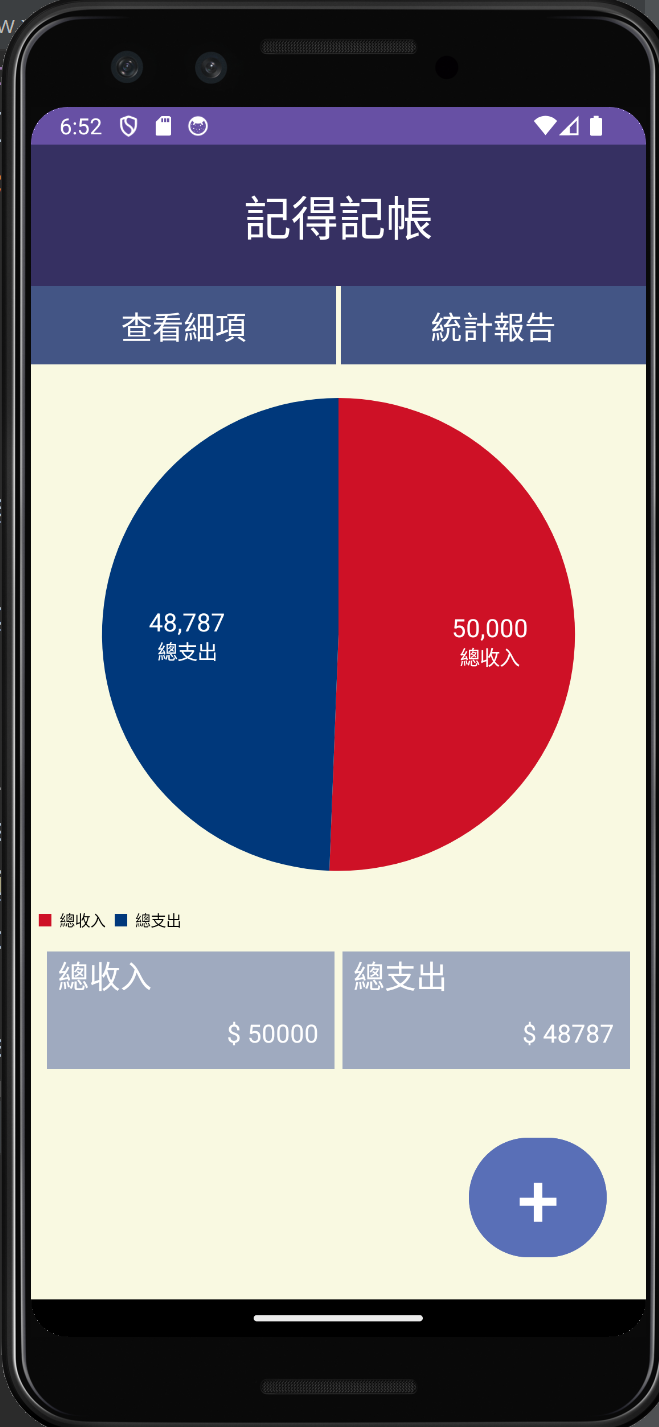 6:52
記得記帳
查看細項
統計報告
48,787
總支出
50,000
總收入
總收入 總支出
總收入
$ 50000
總支出
$ 48787
+